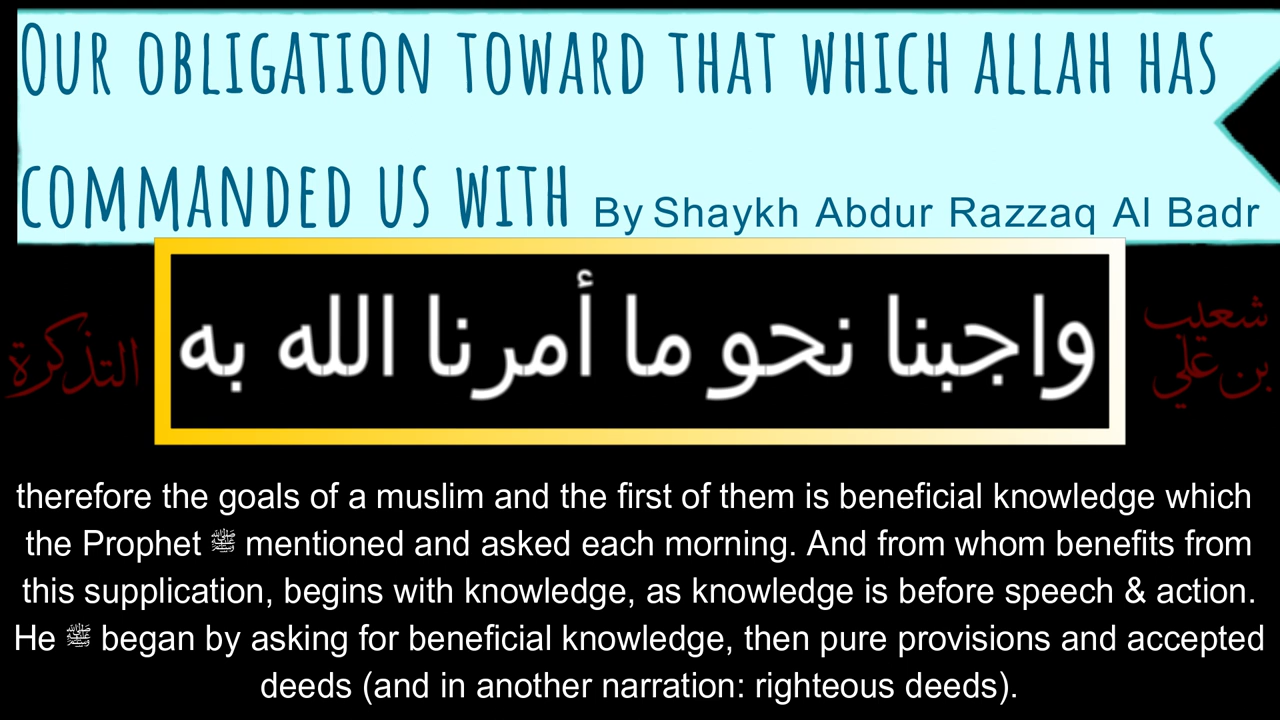 Our obligation toward that which Allah has
commanded us with By Shaykh Abdur Razzaq Al Badr
واجبنا نحو ما أمرنا الله به
شعيب
بن علي
التذكرة
therefore the goals of a muslim and the first of them is beneficial knowledge which
the Prophet ﷺ mentioned and asked each morning. And from whom benefits from
this supplication, begins with knowledge, as knowledge is before speech & action.
He ﷺ began by asking for beneficial knowledge, then pure provisions and accepted
deeds (and in another narration: righteous deeds).